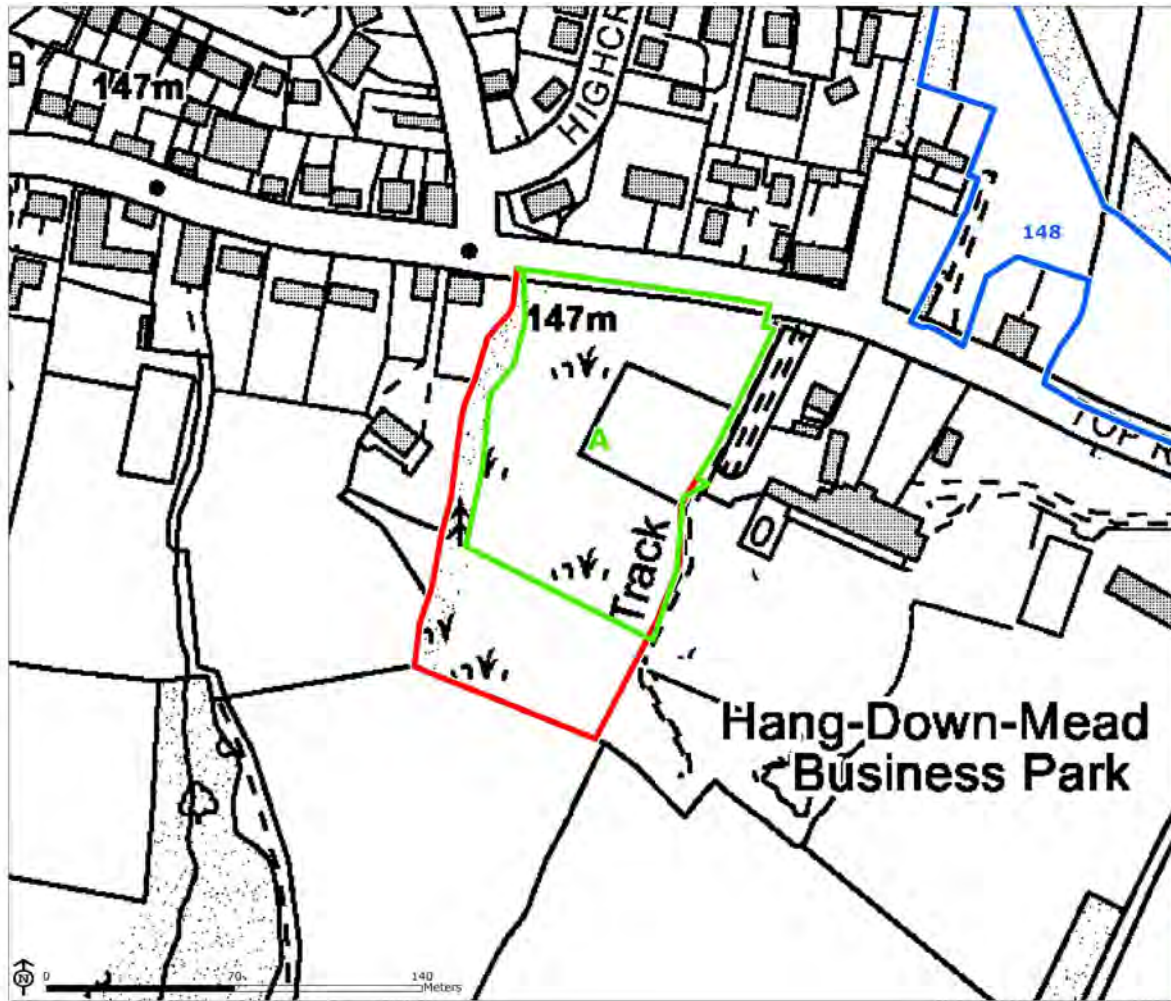 147m
HIGHCR
148
147m
A
TOP R
Track
Hang-Down-Mead
Business Park
N
0 70 140
Meters